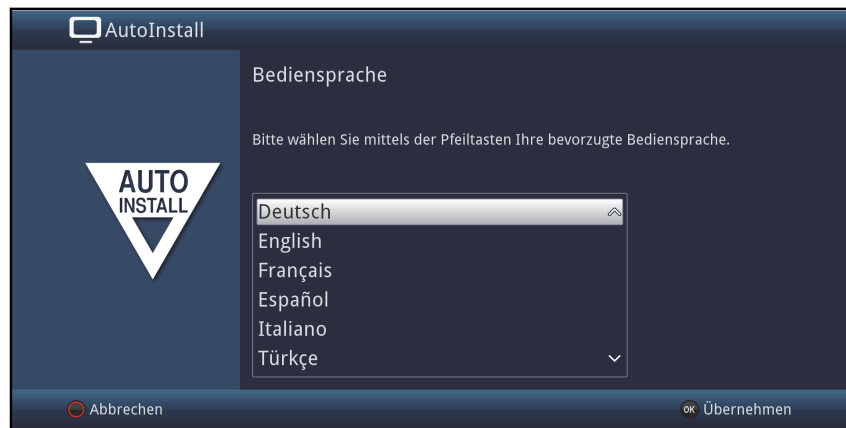 AutoInstall
Bediensprache
Bitte wählen Sie mittels der Pfeiltasten Ihre bevorzugte Bediensprache.
AUTO
INSTALL
Deutsch
English
Français
Español
Italiano
Türkçe
Abbrechen
OK Übernehmen